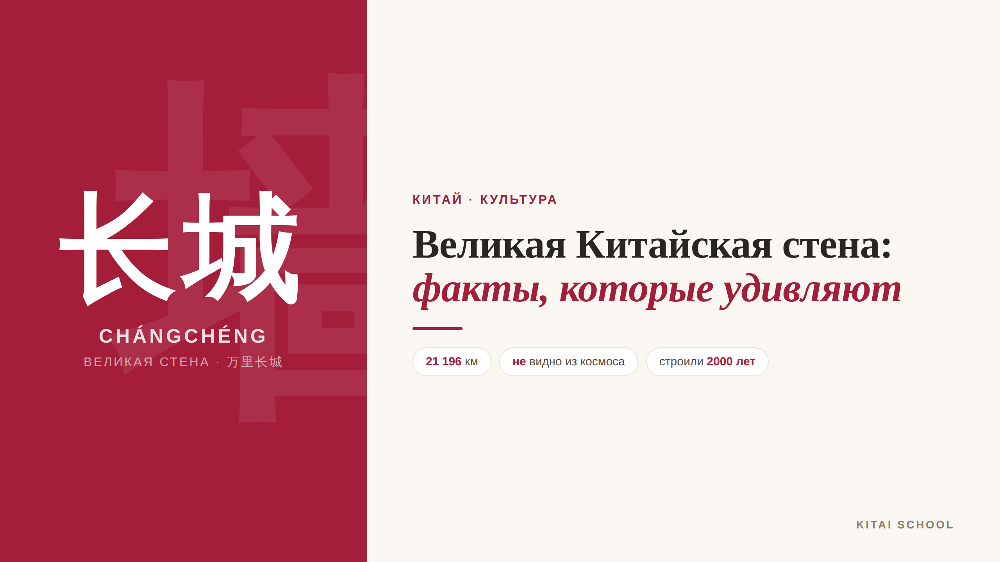 长城
CHÁNGCHÉNG
ВЕЛИКАЯ СТЕНА · 万里长城
КИТАЙ · КУЛЬТУРА
Великая Китайская стена:
факты, которые удивляют
21 196 км
не видно из космоса
строили 2000 лет
KITAI SCHOOL
墙